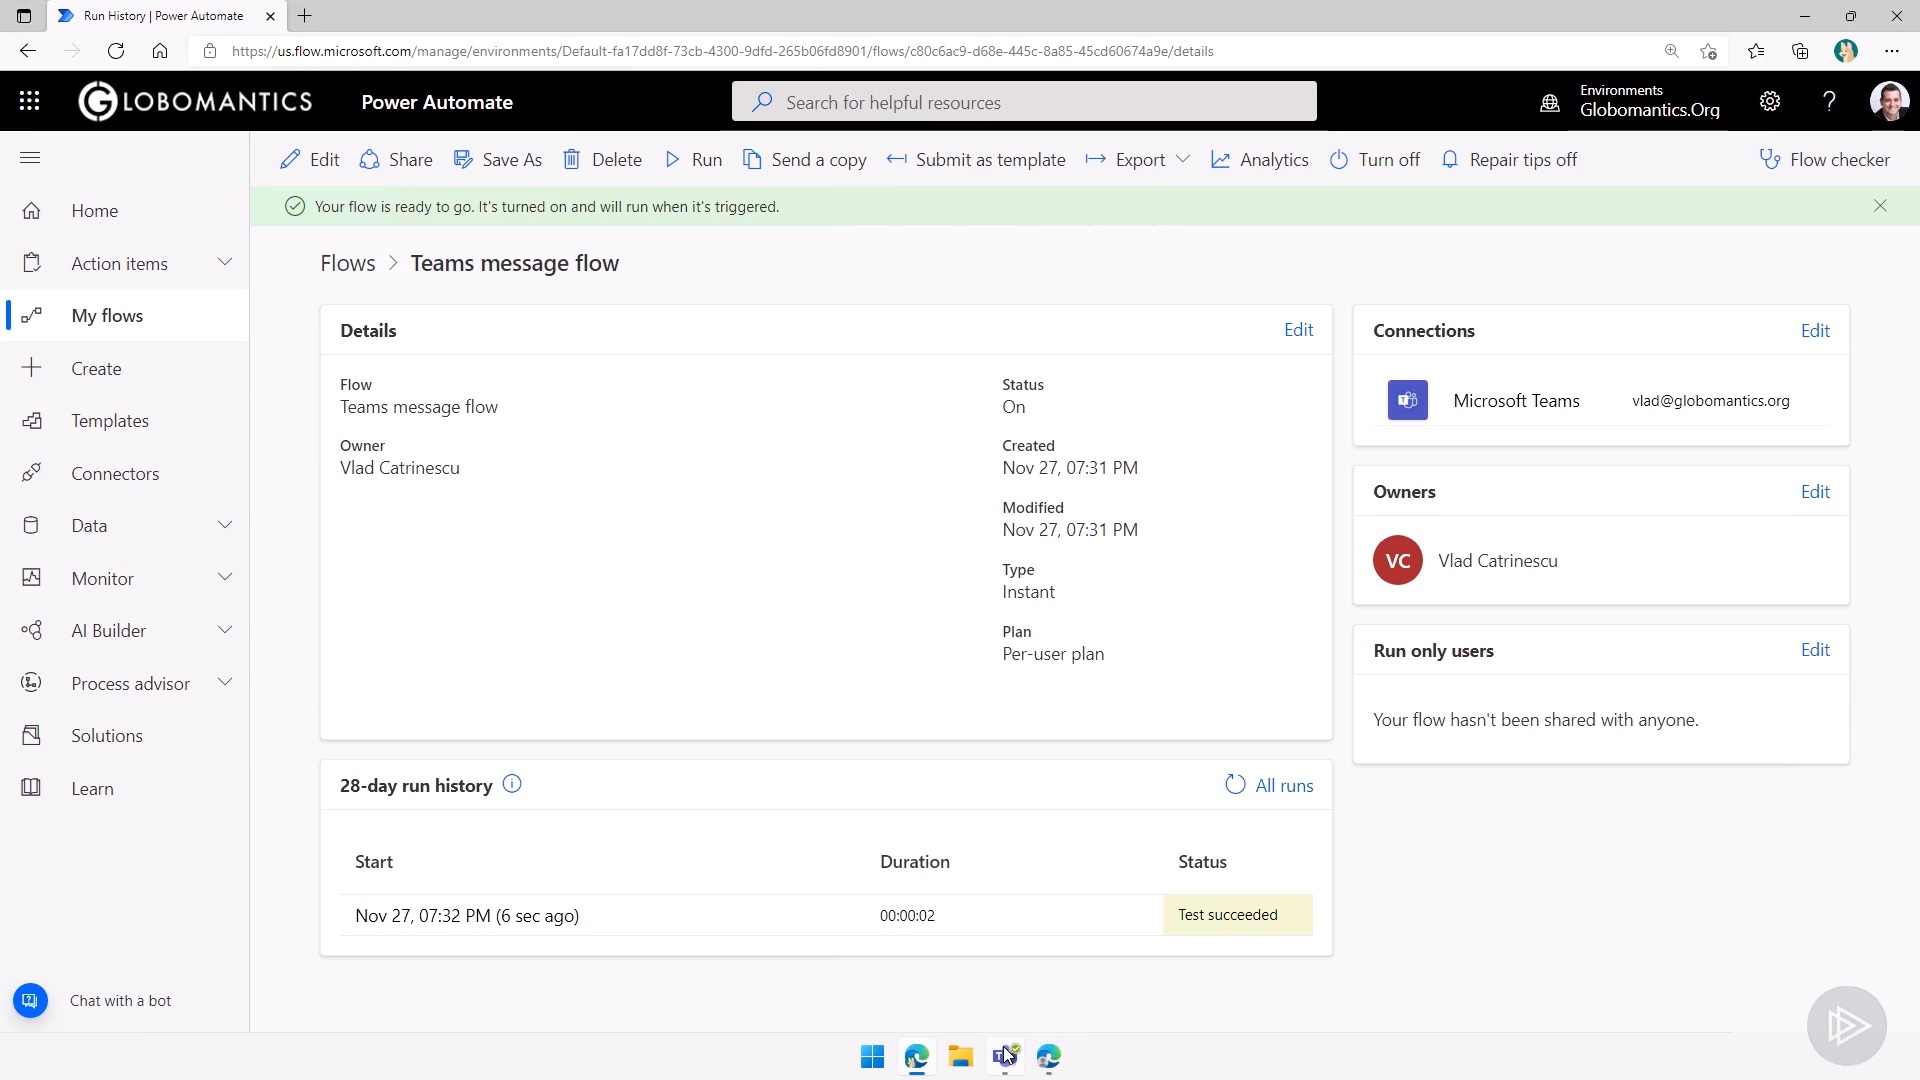 Run History | Power Automate
https://us.flow.microsoft.com/manage/environments/Default-fa17dd8f-73cb-4300-9dfd-265b06fd8901/flows/c80c6ac9-d68e-445c-8a85-45cd60674a9e/details
GLOBOMANTICS
Power Automate
Search for helpful resources
Environments
Globomantics.Org
?
Edit
Share
Save As
Delete
Run
Send a copy
Submit as template
Export
Analytics
Turn off
Repair tips off
Flow checker
Your flow is ready to go. It's turned on and will run when it's triggered.
Home
Action items
My flows
Create
Templates
Connectors
Data
Monitor
AI Builder
Process advisor
Solutions
Learn
Chat with a bot
Flows > Teams message flow
Details
Edit
Flow
Teams message flow
Owner
Vlad Catrinescu
Status
On
Created
Nov 27, 07:31 PM
Modified
Nov 27, 07:31 PM
Type
Instant
Plan
Per-user plan
28-day run history
All runs
Start
Duration
Status
Nov 27, 07:32 PM (6 sec ago)
00:00:02
Test succeeded
Connections
Edit
Microsoft Teams
vlad@globomantics.org
Owners
Edit
VC
Vlad Catrinescu
Run only users
Edit
Your flow hasn't been shared with anyone.